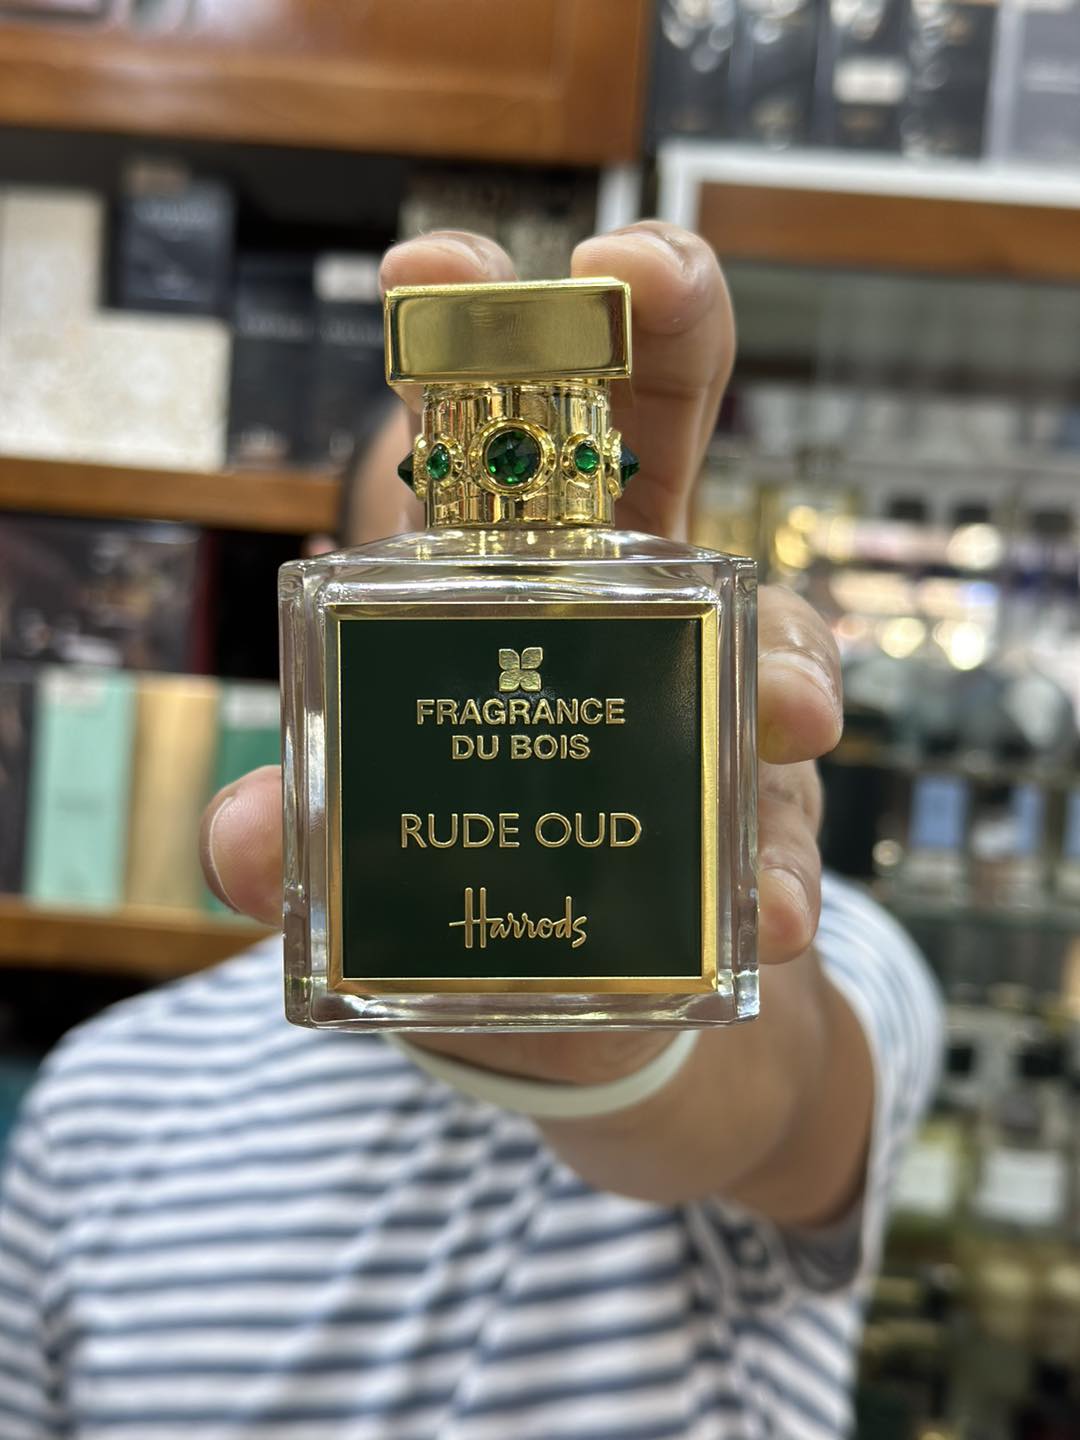 FRAGRANCE
DU BOIS
RUDE OUD
Harrods